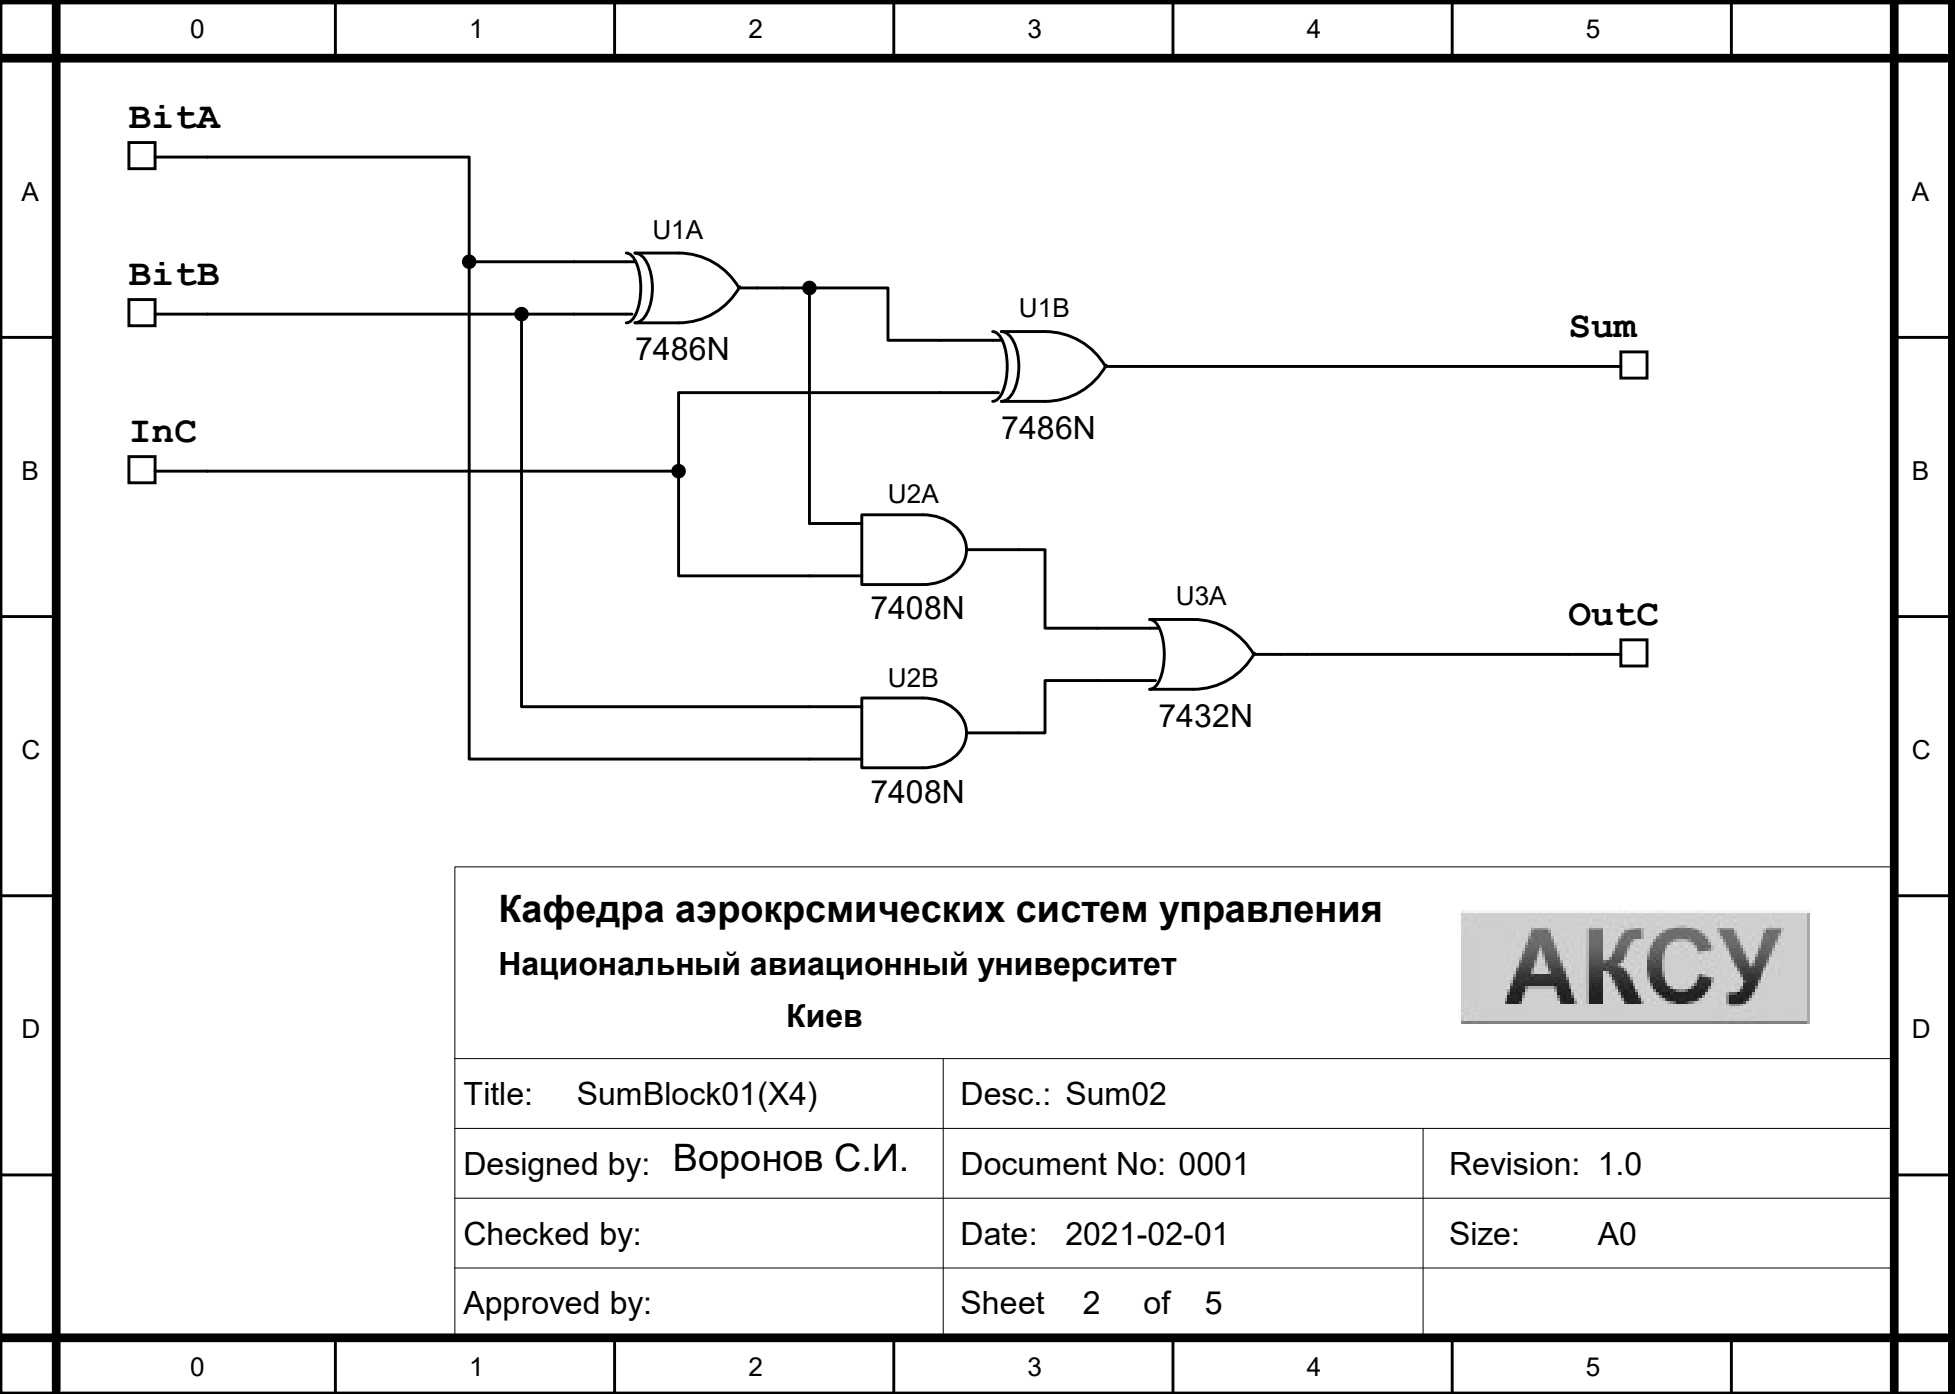 0 1 2 3 4 5
BitA
A A
U1A
BitB
U1B
Sum
7486N
7486N
InC
B B
U2A
7408N
U3A
OutC
U2B
7432N
C C
7408N
Кафедра аэрокрсмических систем управления
АКСУ
Национальный авиационный университет
Киев
D D
Title: SumBlock01(X4) Desc.: Sum02
Designed by: Воронов С.И. Document No: 0001 Revision: 1.0
Checked by: Date: 2021-02-01 Size: A0
Approved by: Sheet 2 of 5
0 1 2 3 4 5